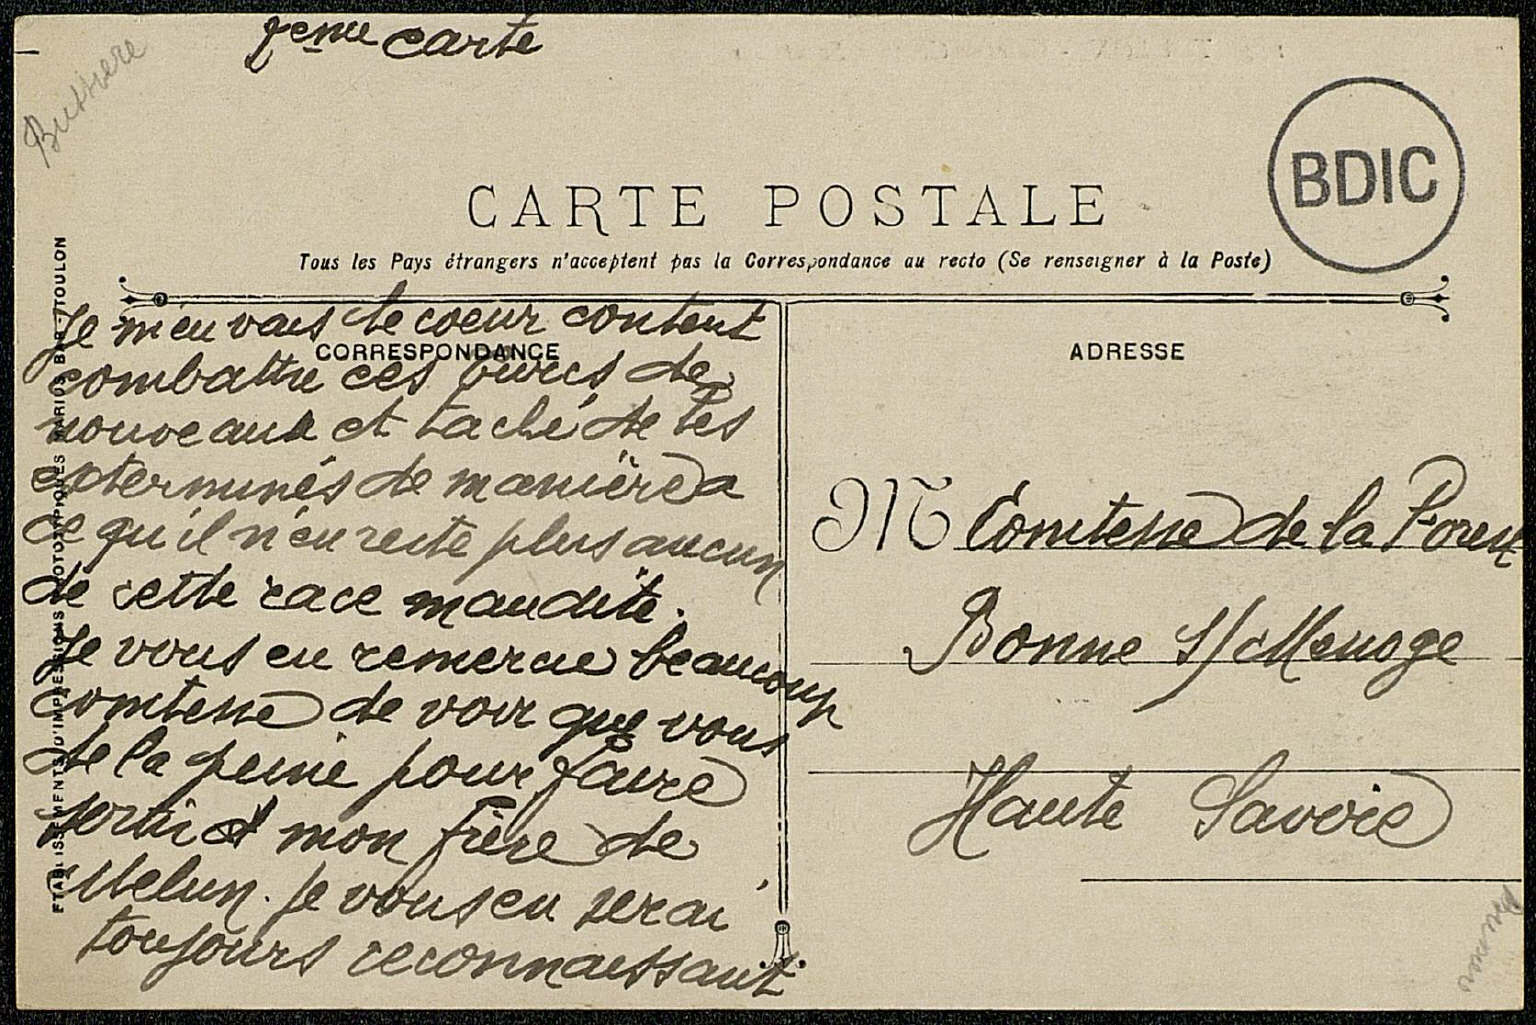 2eme carte
Bussiere
BDIC
CARTE POSTALE
Tous les Pays étrangers n'acceptent pas la Correspondance au recto (Se renseigner à la Poste)
CORRESPONDANCE
Je m'en vais le coeur content
combattre ces de
nouveaux et taché de les
exterminés de manière a
ce qu'il n'en reste plus aucun
de cette race maudite.
Je vous en remercie beaucoup
comtesse de voir que vous
de la peine pour faire
sortir mon frère de
Melun. je vous en serai
toujours reconnaissant
ADRESSE
M Comtesse de la Forest
Bonne s/ Menoge
Haute Savoie
ETABLISSEMENTS D'IMPRESSIONS PHOTOTYPIQUES MARIUS BAR, TOULON